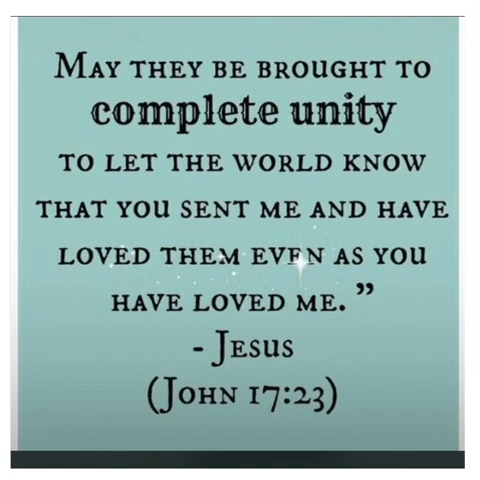 May they be brought to
complete unity
to let the world know
that you sent me and have
loved them even as you
have loved me.”
- Jesus
(John 17:23)